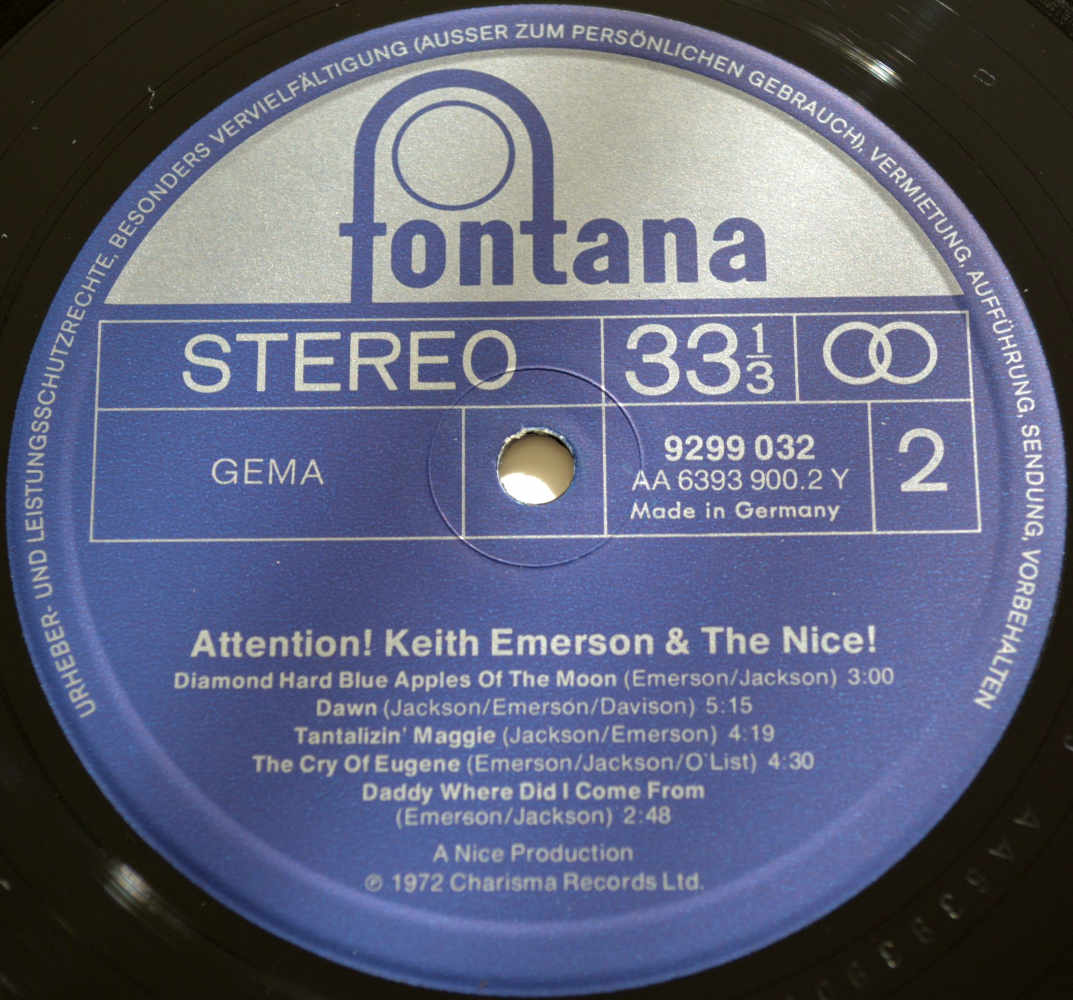 URHEBER- UND LEISTUNGSSCHUTZRECHTE, BESONDERS VERVIELFÄLTIGUNG (AUSSER ZUM PERSÖNLICHEN GEBRAUCH), VERMIETUNG, AUFFÜHRUNG, SENDUNG, VORBEHALTEN
fontana
STEREO 33 1/3
GEMA
9299 032
AA 6393 900.2 Y
Made in Germany
2
Attention! Keith Emerson & The Nice!
Diamond Hard Blue Apples Of The Moon (Emerson/Jackson) 3:00
Dawn (Jackson/Emerson/Davison) 5:15
Tantalizin' Maggie (Jackson/Emerson) 4:19
The Cry Of Eugene (Emerson/Jackson/O'List) 4:30
Daddy Where Did I Come From
(Emerson/Jackson) 2:48
A Nice Production
℗ 1972 Charisma Records Ltd.